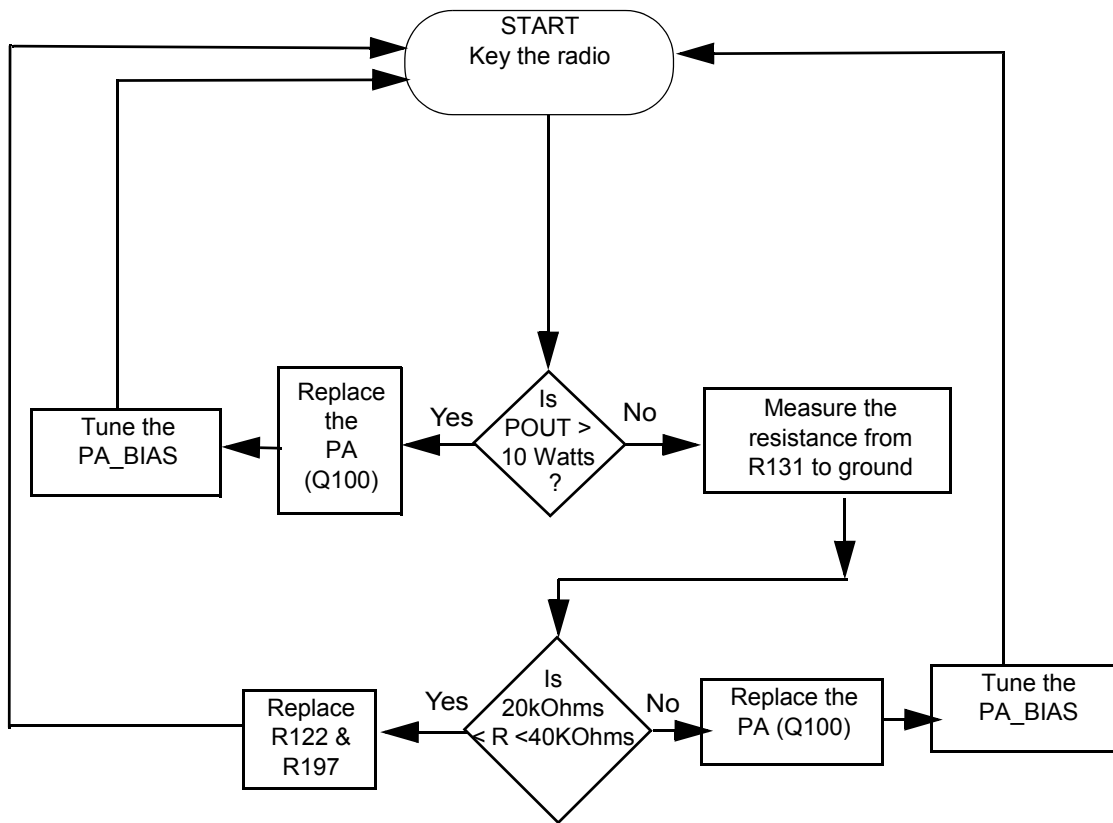 START
Key the radio
Is
POUT >
10 Watts
?
Yes
No
Replace
the
PA
(Q100)
Tune the
PA_BIAS
Measure the
resistance from
R131 to ground
Is
20kOhms
< R <40KOhms
Yes
No
Replace
R122 &
R197
Replace the
PA (Q100)
Tune the
PA_BIAS